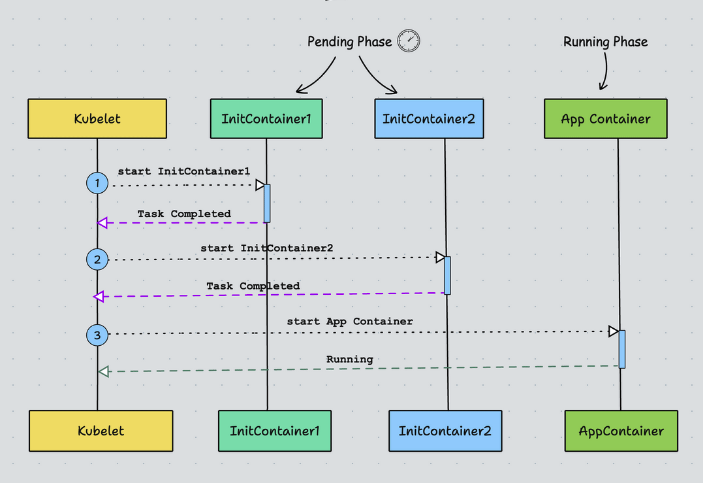 Pending Phase
Running Phase
Kubelet
InitContainer1
InitContainer2
App Container
1
start InitContainer1
Task Completed
2
start InitContainer2
Task Completed
3
start App Container
Running
Kubelet
InitContainer1
InitContainer2
AppContainer